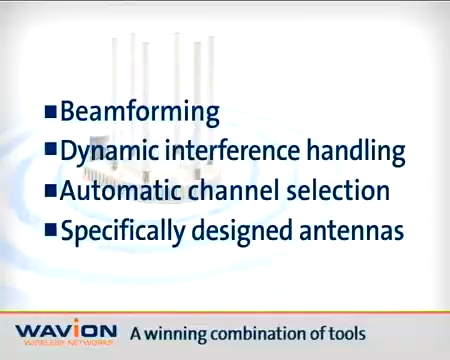 Beamforming
Dynamic interference handling
Automatic channel selection
Specifically designed antennas
WAViON
WIRELESS NETWORKS
A winning combination of tools